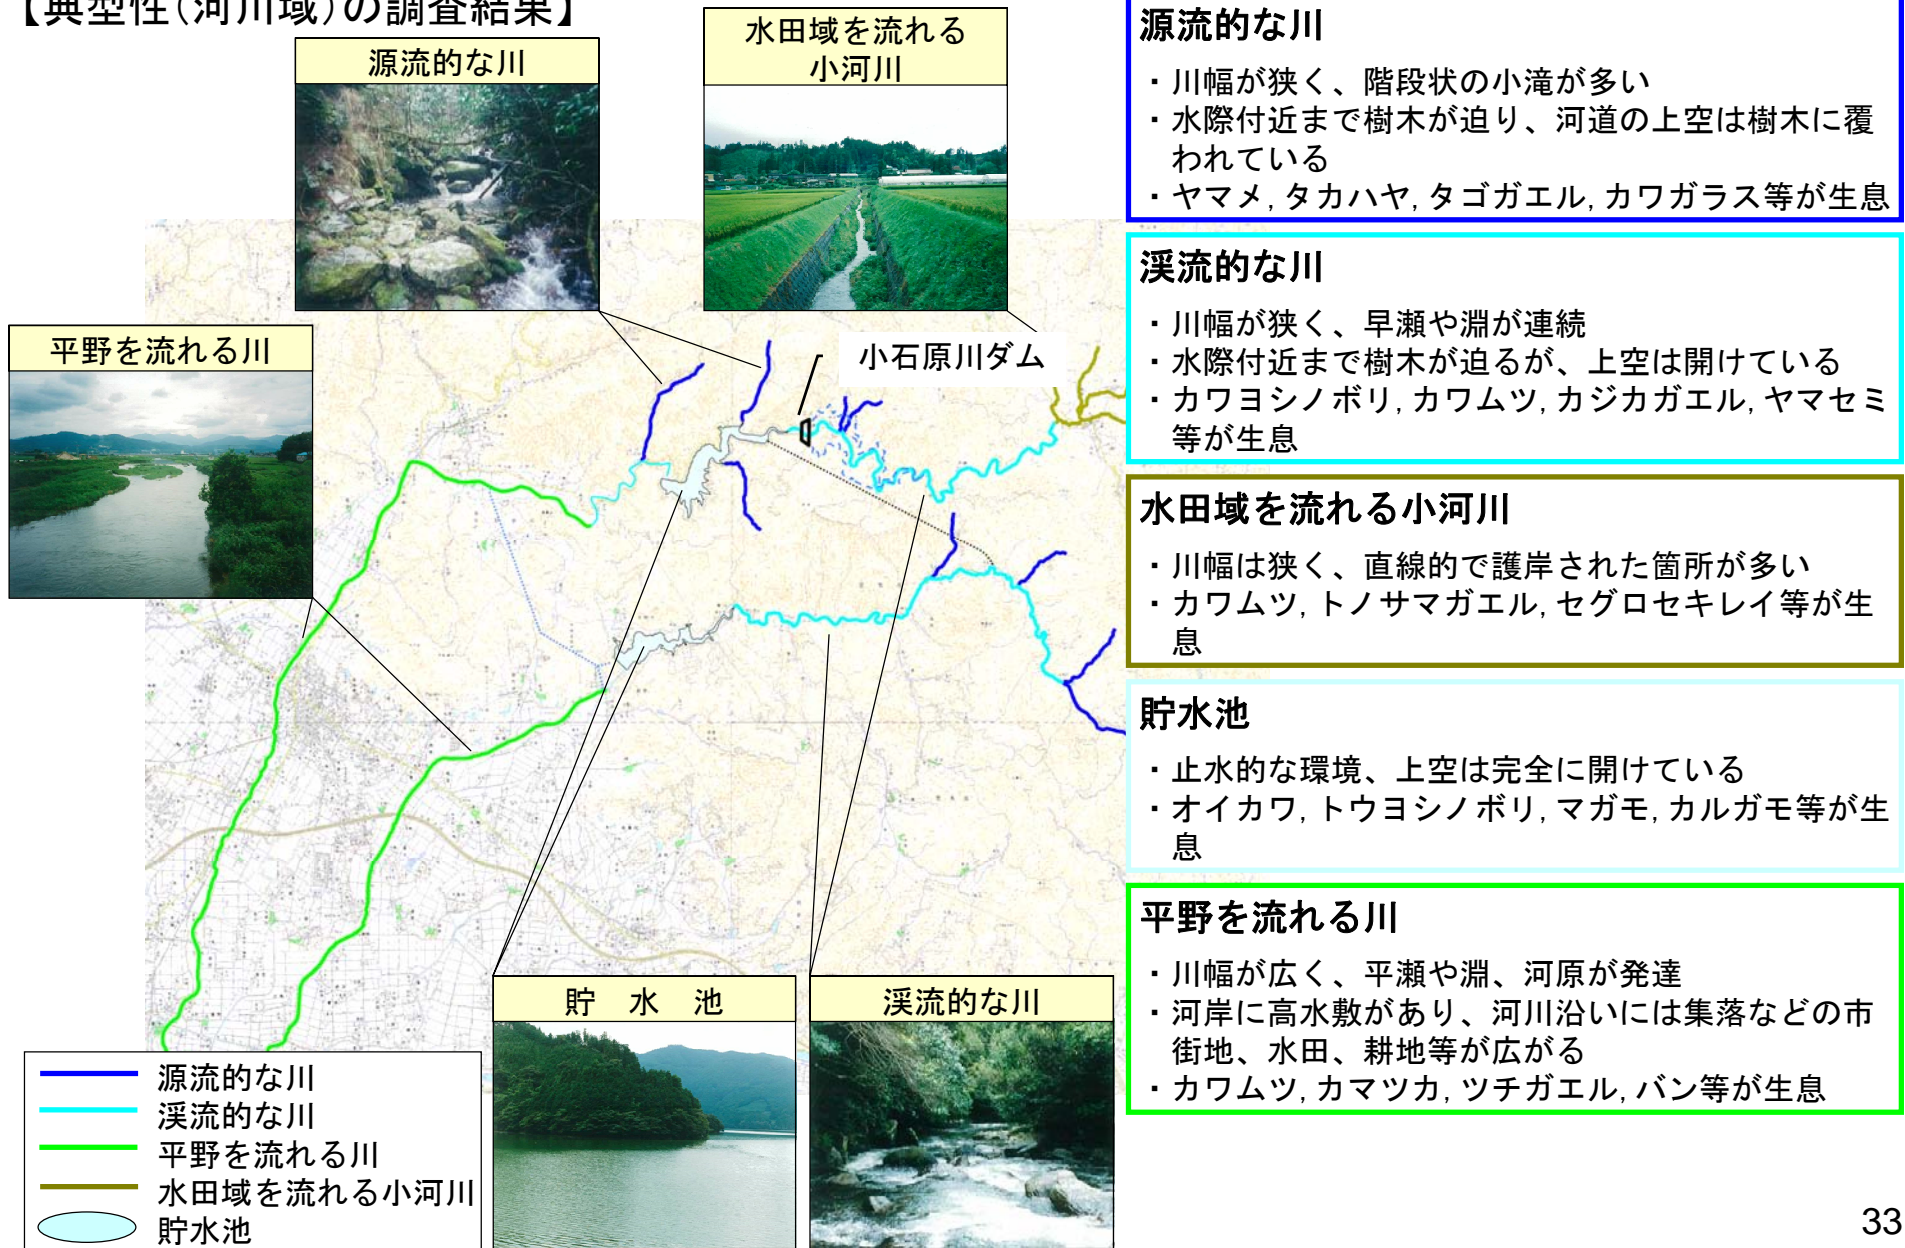 【典型性(河川域)の調査結果】
源流的な川
水田域を流れる
小河川
平野を流れる川
小石原川ダム
貯 水 池
渓流的な川
源流的な川
渓流的な川
平野を流れる川
水田域を流れる小河川
貯水池
源流的な川
・川幅が狭く、階段状の小滝が多い
・水際付近まで樹木が迫り、河道の上空は樹木に覆
われている
・ヤマメ,タカハヤ,タゴガエル,カワガラス等が生息
渓流的な川
・川幅が狭く、早瀬や淵が連続
・水際付近まで樹木が迫るが、上空は開けている
・カワヨシノボリ,カワムツ,カジカガエル,ヤマセミ
等が生息
水田域を流れる小河川
・川幅は狭く、直線的で護岸された箇所が多い
・カワムツ,トノサマガエル,セグロセキレイ等が生
息
貯水池
・止水的な環境、上空は完全に開けている
・オイカワ,トウヨシノボリ,マガモ,カルガモ等が生
息
平野を流れる川
・川幅が広く、平瀬や淵、河原が発達
・河岸に高水敷があり、河川沿いには集落などの市
街地、水田、耕地等が広がる
・カワムツ,カマツカ,ツチガエル,バン等が生息
33